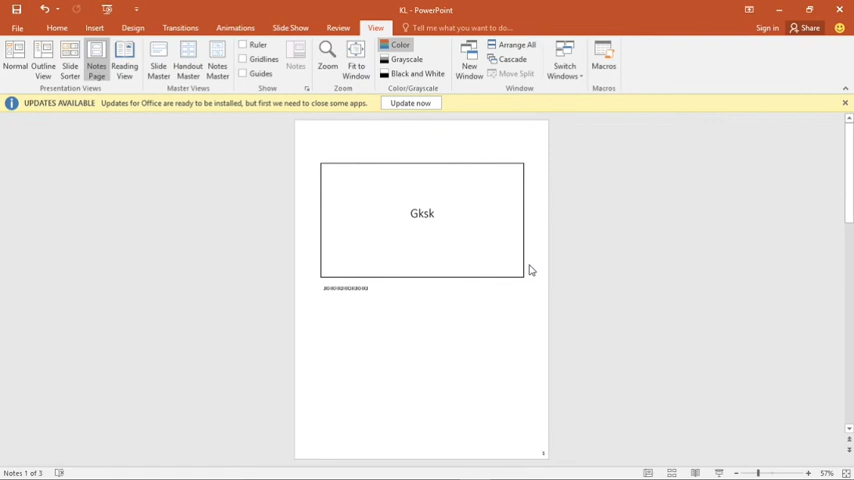 KL - PowerPoint
File Home Insert Design Transitions Animations Slide Show Review View Tell me what you want to do... Sign in Share
Normal Outline View Slide Sorter Notes Page Reading View
Presentation Views
Slide Master Handout Master Notes Master
Master Views
Ruler
Gridlines
Guides
Show
Notes
Zoom Fit to Window
Zoom
Color
Grayscale
Black and White
Color/Grayscale
New Window
Arrange All
Cascade
Move Split
Switch Windows
Window
Macros
Macros
UPDATES AVAILABLE Updates for Office are ready to be installed, but first we need to close some apps. Update now
Gksk
1
Notes 1 of 3
57%